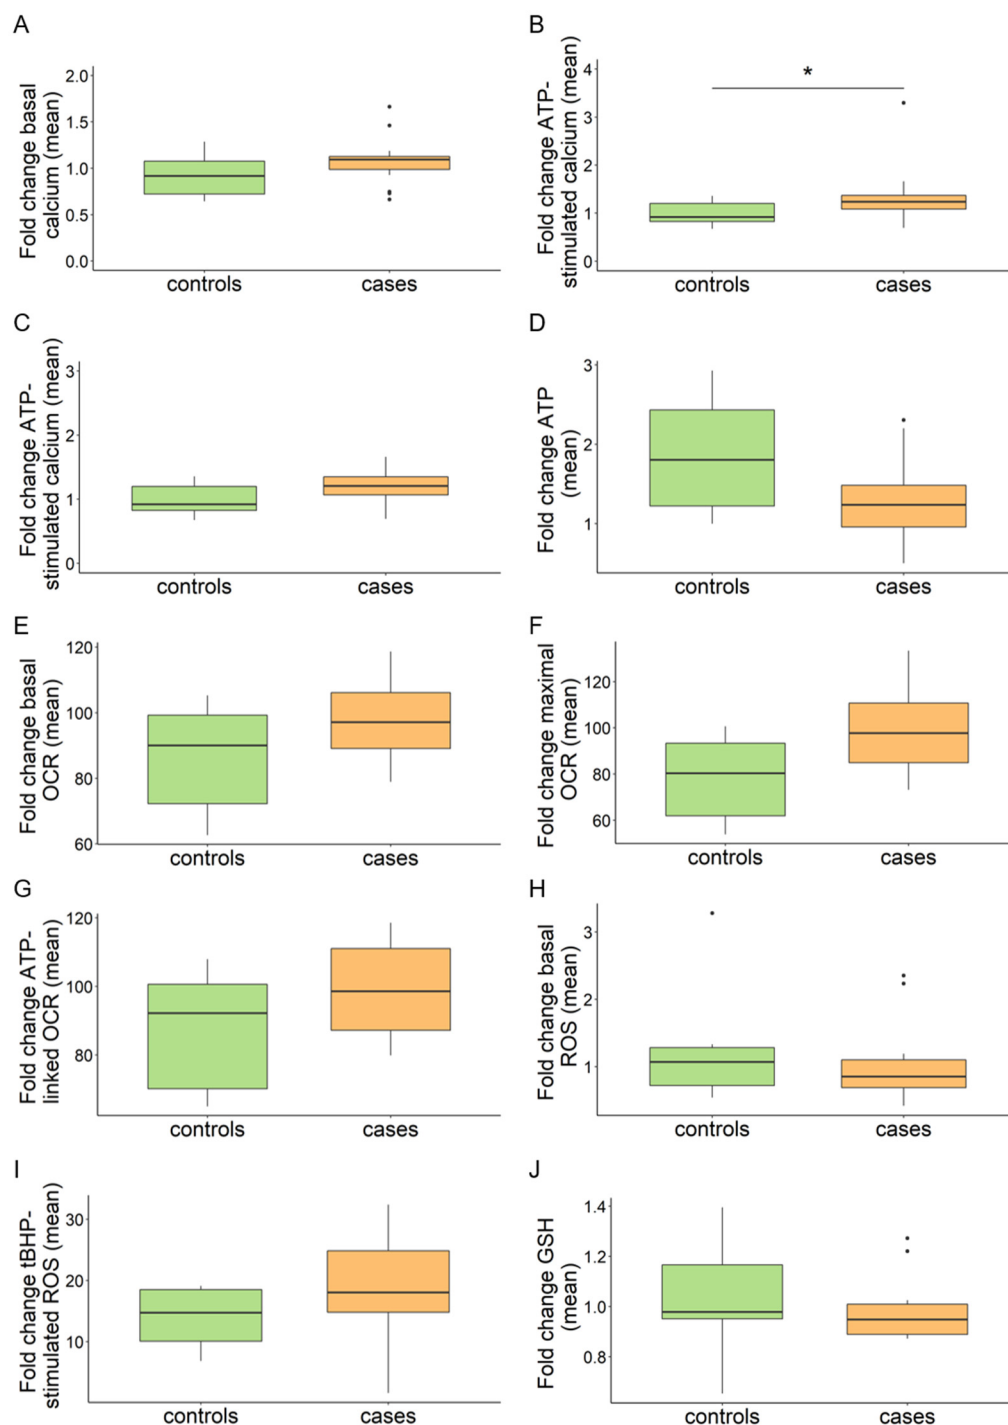 A
Fold change basal
calcium (mean)
2.0
1.5
1.0
0.5
0.0
controls
cases
B
Fold change ATP-
stimulated calcium (mean)
4
3
2
1
0
*
controls
cases
C
Fold change ATP-
stimulated calcium (mean)
3
2
1
0
controls
cases
D
Fold change ATP
(mean)
3
2
1
controls
cases
E
Fold change basal
OCR (mean)
120
100
80
60
controls
cases
F
Fold change maximal
OCR (mean)
120
100
80
60
controls
cases
G
Fold change ATP-
linked OCR (mean)
120
100
80
controls
cases
H
Fold change basal
ROS (mean)
3
2
1
controls
cases
I
Fold change tBHP-
stimulated ROS (mean)
30
20
10
controls
cases
J
Fold change GSH
(mean)
1.4
1.2
1.0
0.8
controls
cases